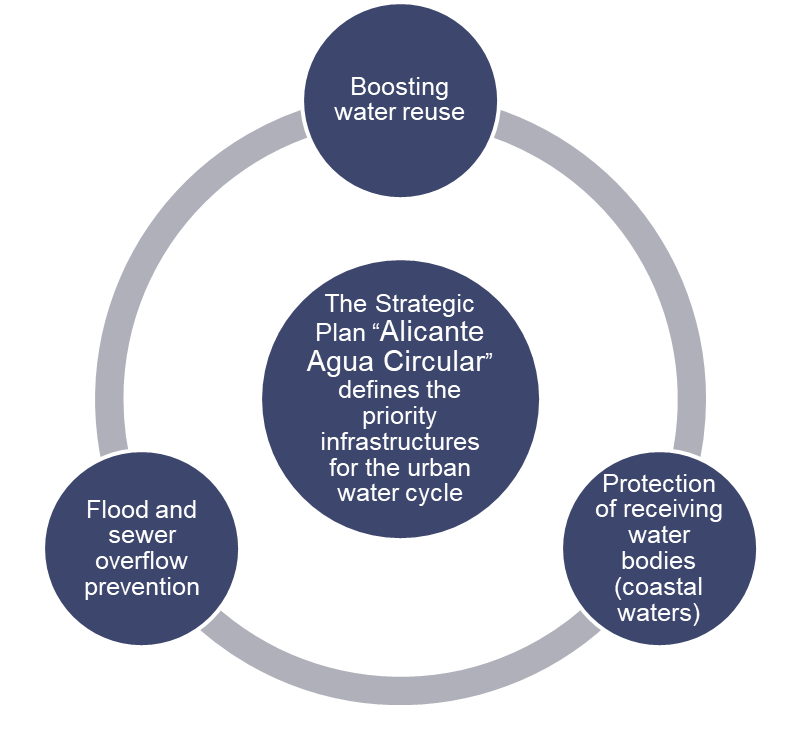 Boosting
water reuse
The Strategic
Plan “Alicante
Agua Circular”
defines the
priority
infrastructures
for the urban
water cycle
Flood and
sewer
overflow
prevention
Protection
of receiving
water
bodies
(coastal
waters)